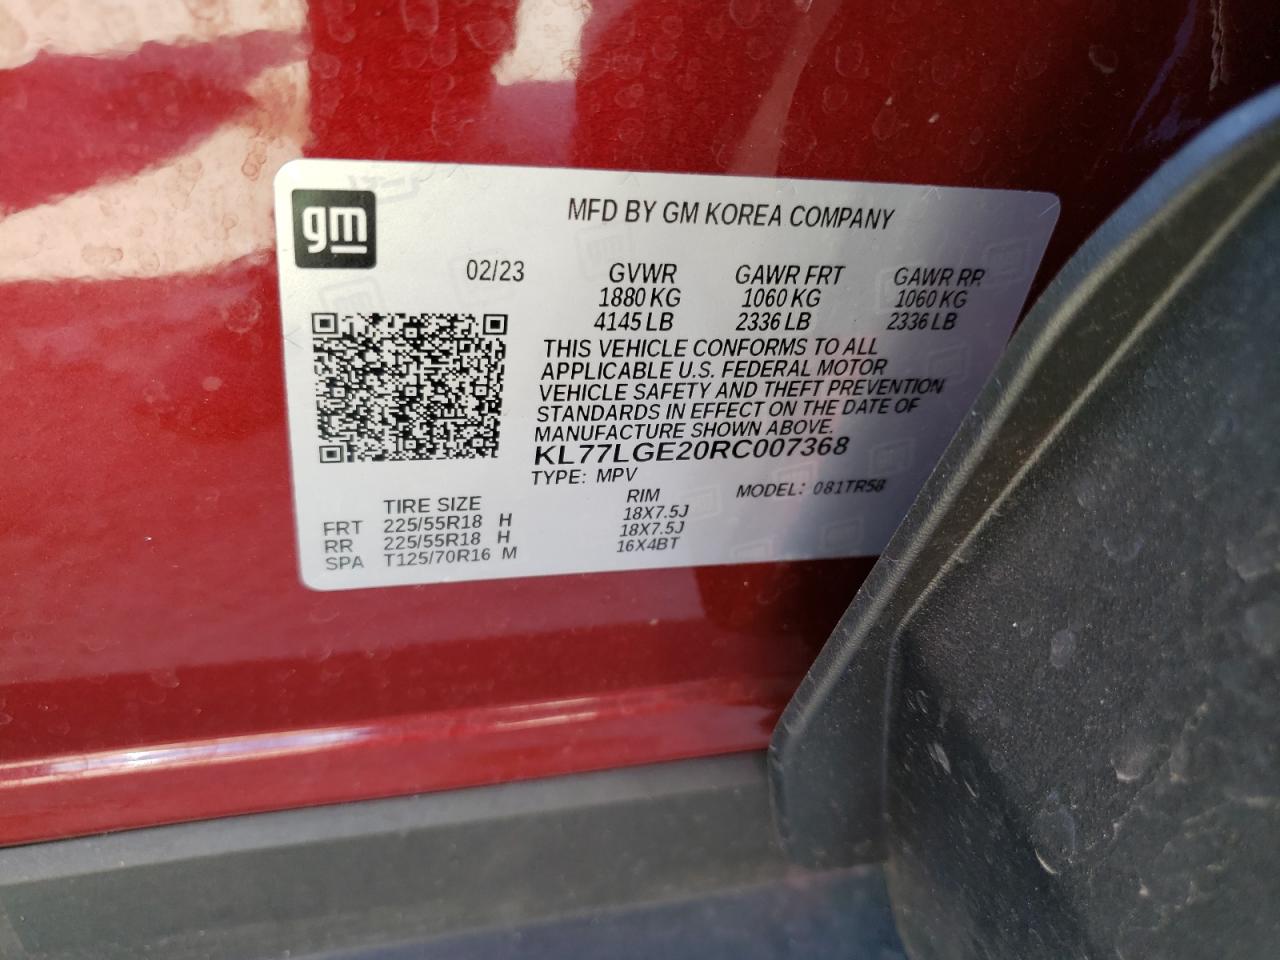 gm
MFD BY GM KOREA COMPANY
02/23 GVWR GAWR FRT GAWR RR
1880 KG 1060 KG 1060 KG
4145 LB 2336 LB 2336 LB
THIS VEHICLE CONFORMS TO ALL
APPLICABLE U.S. FEDERAL MOTOR
VEHICLE SAFETY AND THEFT PREVENTION
STANDARDS IN EFFECT ON THE DATE OF
MANUFACTURE SHOWN ABOVE.
KL77LGE20RC007368
TYPE: MPV MODEL: 081TR58
TIRE SIZE RIM
FRT 225/55R18 H 18X7.5J
RR 225/55R18 H 18X7.5J
SPA T125/70R16 M 16X4BT